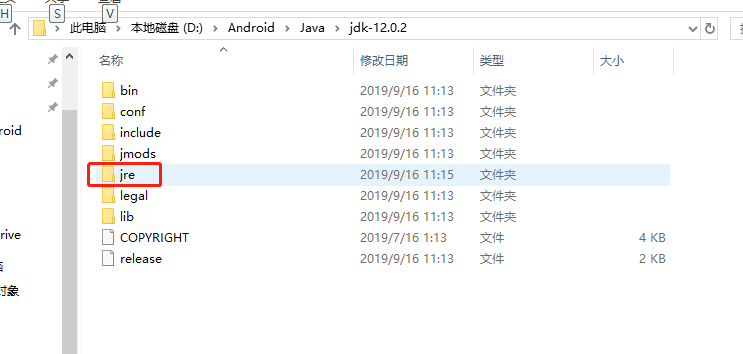 H S V
此电脑 › 本地磁盘 (D:) › Android › Java › jdk-12.0.2
名称 修改日期 类型 大小
bin 2019/9/16 11:13 文件夹
conf 2019/9/16 11:13 文件夹
include 2019/9/16 11:13 文件夹
jmods 2019/9/16 11:13 文件夹
jre 2019/9/16 11:15 文件夹
legal 2019/9/16 11:13 文件夹
lib 2019/9/16 11:13 文件夹
COPYRIGHT 2019/7/16 1:13 文件 4 KB
release 2019/9/16 11:13 文件 2 KB
roid
rive
对象